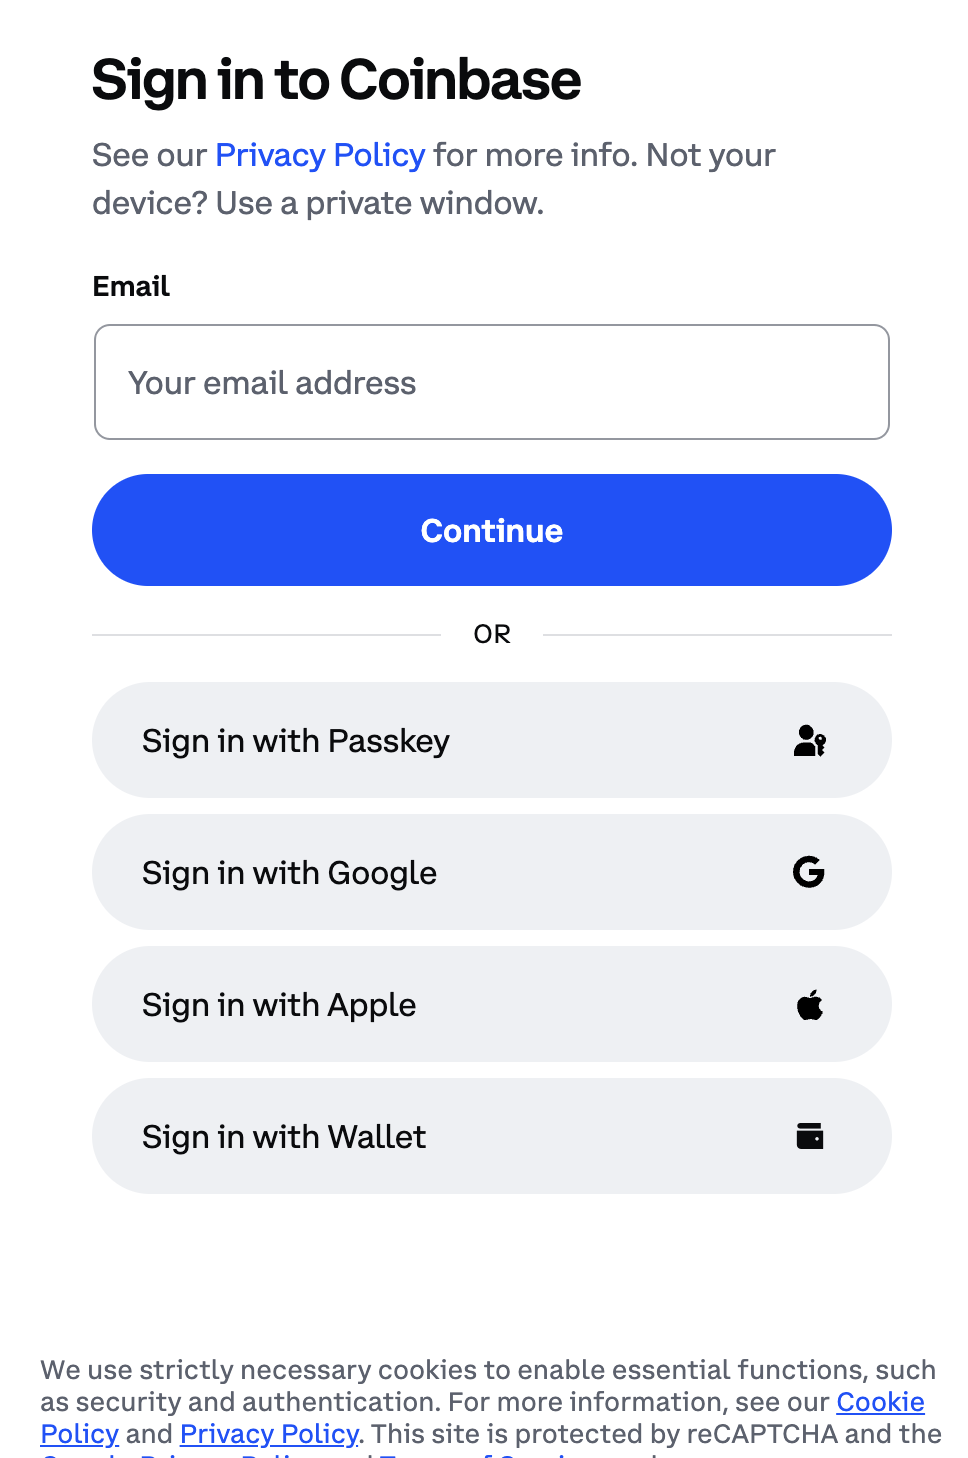 Sign in to Coinbase
See our Privacy Policy for more info. Not your
device? Use a private window.
Email
Your email address
Continue
OR
Sign in with Passkey
Sign in with Google
Sign in with Apple
Sign in with Wallet
We use strictly necessary cookies to enable essential functions, such
as security and authentication. For more information, see our Cookie
Policy and Privacy Policy. This site is protected by reCAPTCHA and the